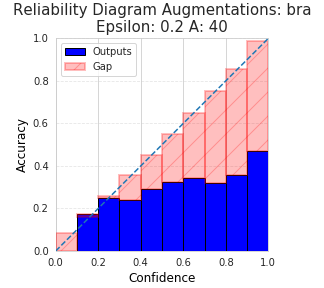 Reliability Diagram Augmentations: bra
Epsilon: 0.2 A: 40
Outputs
Gap
Accuracy
1.0
0.8
0.6
0.4
0.2
0.0
0.0 0.2 0.4 0.6 0.8 1.0
Confidence